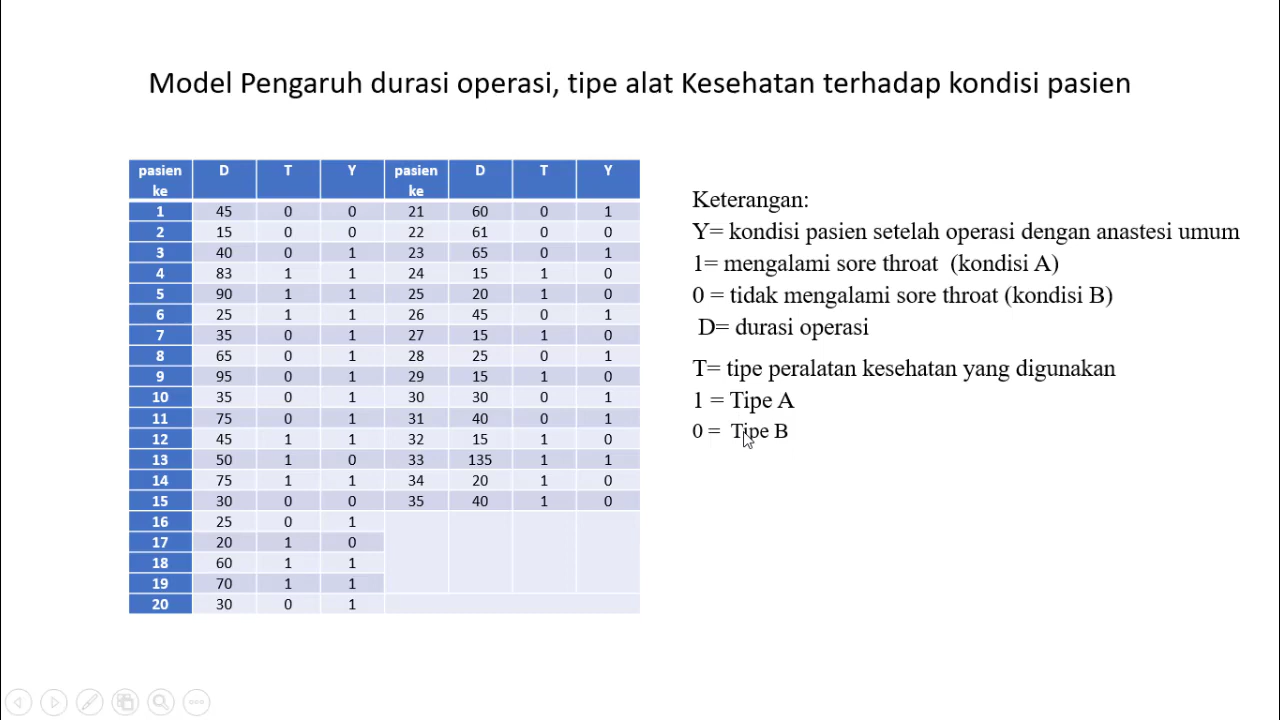 Model Pengaruh durasi operasi, tipe alat Kesehatan terhadap kondisi pasien
pasien ke D T Y pasien ke D T Y
1 45 0 0 21 60 0 1
2 15 0 0 22 61 0 0
3 40 0 1 23 65 0 1
4 83 1 1 24 15 1 0
5 90 1 1 25 20 1 0
6 25 1 1 26 45 0 1
7 35 0 1 27 15 1 0
8 65 0 1 28 25 0 1
9 95 0 1 29 15 1 0
10 35 0 1 30 30 0 1
11 75 0 1 31 40 0 1
12 45 1 1 32 15 1 0
13 50 1 0 33 135 1 1
14 75 1 1 34 20 1 0
15 30 0 0 35 40 1 0
16 25 0 1
17 20 1 0
18 60 1 1
19 70 1 1
20 30 0 1
Keterangan:
Y= kondisi pasien setelah operasi dengan anastesi umum
1= mengalami sore throat (kondisi A)
0 = tidak mengalami sore throat (kondisi B)
D= durasi operasi
T= tipe peralatan kesehatan yang digunakan
1 = Tipe A
0 = Tipe B